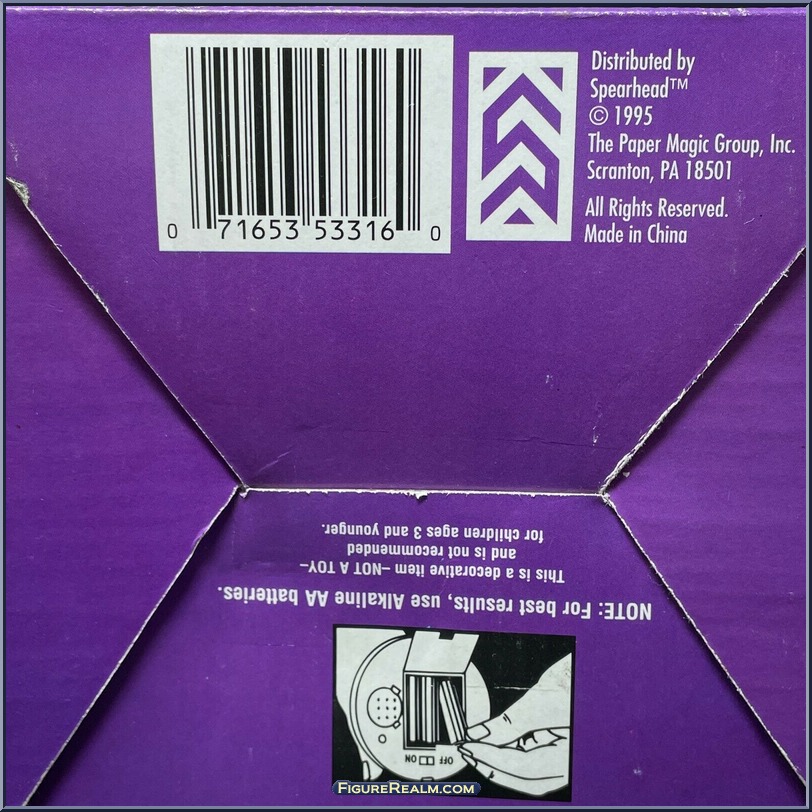 0 71653 53316 0
Distributed by
Spearhead™
© 1995
The Paper Magic Group, Inc.
Scranton, PA 18501
All Rights Reserved.
Made in China
NOTE: For best results, use Alkaline AA batteries.
This is a decorative item –NOT A TOY–
and is not recommended
for children ages 3 and younger.
OFF ON
FIGUREREALM.COM